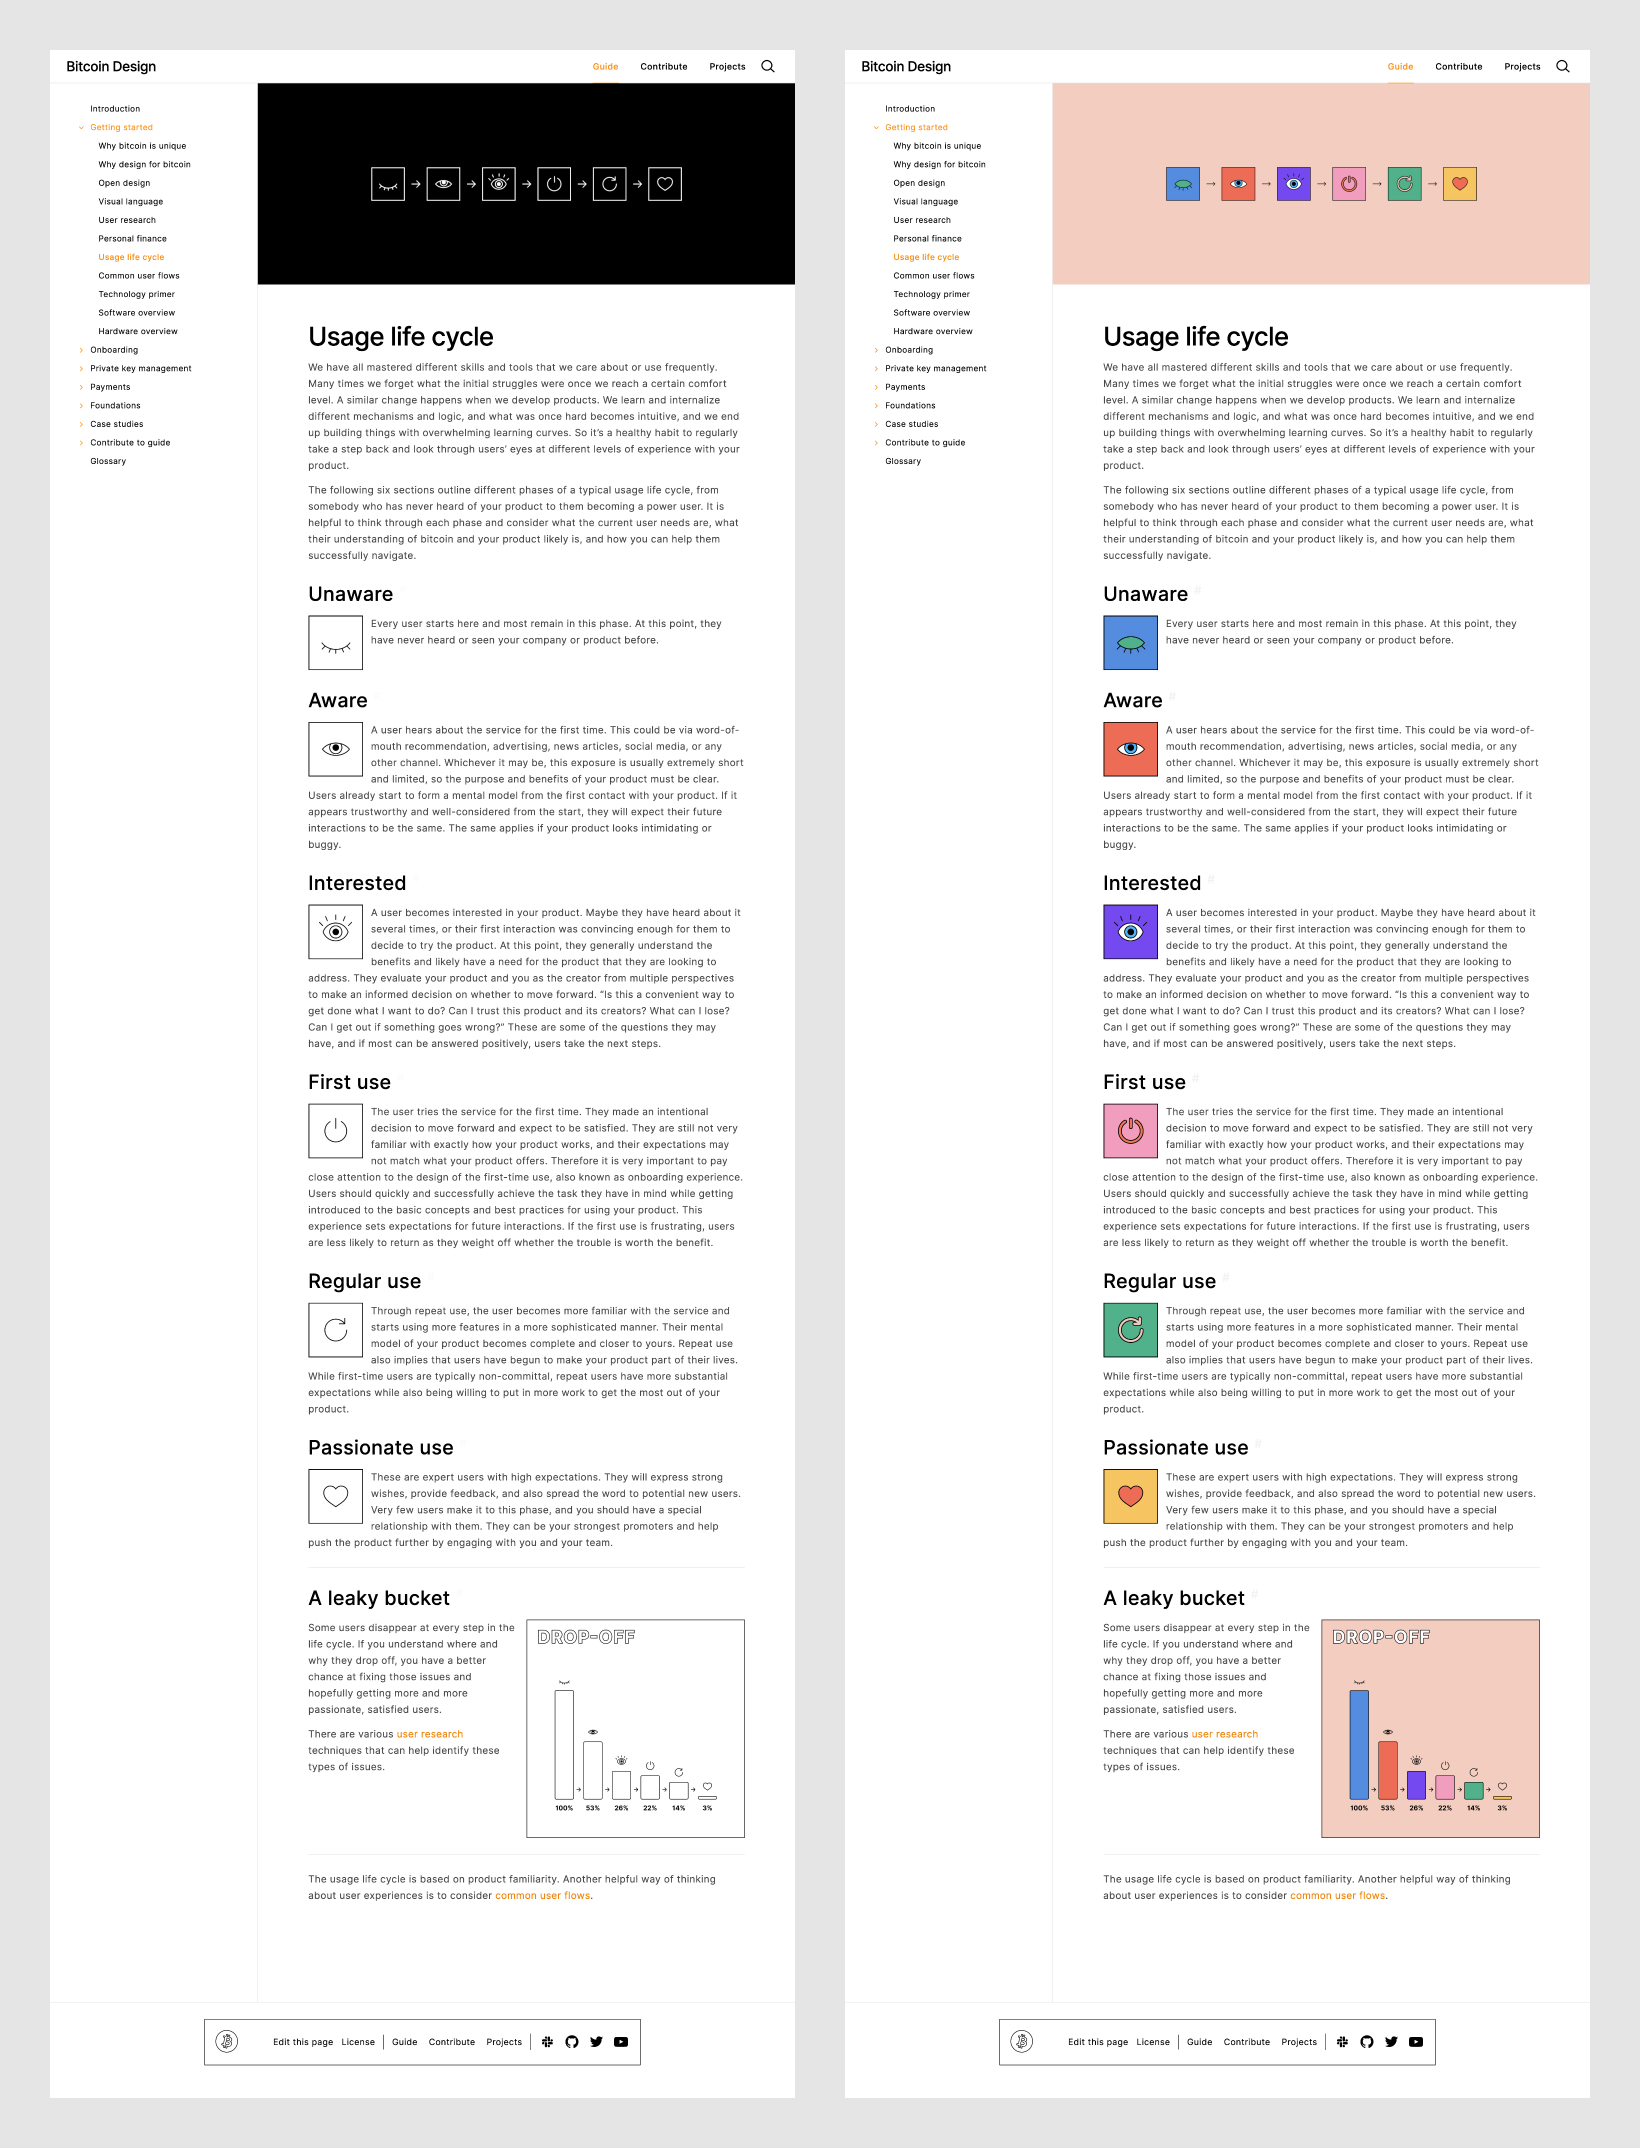 Bitcoin Design
Guide
Contribute
Projects
Introduction
Getting started
Why bitcoin is unique
Why design for bitcoin
Open design
Visual language
User research
Personal finance
Usage life cycle
Common user flows
Technology primer
Software overview
Hardware overview
Onboarding
Private key management
Payments
Foundations
Case studies
Contribute to guide
Glossary
Usage life cycle
We have all mastered different skills and tools that we care about or use frequently.
Many times we forget what the initial struggles were once we reach a certain comfort
level. A similar change happens when we develop products. We learn and internalize
different mechanisms and logic, and what was once hard becomes intuitive, and we end
up building things with overwhelming learning curves. So it’s a healthy habit to regularly
take a step back and look through users’ eyes at different levels of experience with your
product.
The following six sections outline different phases of a typical usage life cycle, from
somebody who has never heard of your product to them becoming a power user. It is
helpful to think through each phase and consider what the current user needs are, what
their understanding of bitcoin and your product likely is, and how you can help them
successfully navigate.
Unaware
Every user starts here and most remain in this phase. At this point, they
have never heard or seen your company or product before.
Aware
A user hears about the service for the first time. This could be via word-of-
mouth recommendation, advertising, news articles, social media, or any
other channel. Whichever it may be, this exposure is usually extremely short
and limited, so the purpose and benefits of your product must be clear.
Users already start to form a mental model from the first contact with your product. If it
appears trustworthy and well-considered from the start, they will expect their future
interactions to be the same. The same applies if your product looks intimidating or
buggy.
Interested
A user becomes interested in your product. Maybe they have heard about it
several times, or their first interaction was convincing enough for them to
decide to try the product. At this point, they generally understand the
benefits and likely have a need for the product that they are looking to
address. They evaluate your product and you as the creator from multiple perspectives
to make an informed decision on whether to move forward. “Is this a convenient way to
get done what I want to do? Can I trust this product and its creators? What can I lose?
Can I get out if something goes wrong?” These are some of the questions they may
have, and if most can be answered positively, users take the next steps.
First use
The user tries the service for the first time. They made an intentional
decision to move forward and expect to be satisfied. They are still not very
familiar with exactly how your product works, and their expectations may
not match what your product offers. Therefore it is very important to pay
close attention to the design of the first-time use, also known as onboarding experience.
Users should quickly and successfully achieve the task they have in mind while getting
introduced to the basic concepts and best practices for using your product. This
experience sets expectations for future interactions. If the first use is frustrating, users
are less likely to return as they weight off whether the trouble is worth the benefit.
Regular use
Through repeat use, the user becomes more familiar with the service and
starts using more features in a more sophisticated manner. Their mental
model of your product becomes complete and closer to yours. Repeat use
also implies that users have begun to make your product part of their lives.
While first-time users are typically non-committal, repeat users have more substantial
expectations while also being willing to put in more work to get the most out of your
product.
Passionate use
These are expert users with high expectations. They will express strong
wishes, provide feedback, and also spread the word to potential new users.
Very few users make it to this phase, and you should have a special
relationship with them. They can be your strongest promoters and help
push the product further by engaging with you and your team.
A leaky bucket
Some users disappear at every step in the
life cycle. If you understand where and
why they drop off, you have a better
chance at fixing those issues and
hopefully getting more and more
passionate, satisfied users.
There are various user research
techniques that can help identify these
types of issues.
DROP-OFF
100% 53% 26% 22% 14% 3%
The usage life cycle is based on product familiarity. Another helpful way of thinking
about user experiences is to consider common user flows.
Edit this page License Guide Contribute Projects
Bitcoin Design
Guide
Contribute
Projects
Introduction
Getting started
Why bitcoin is unique
Why design for bitcoin
Open design
Visual language
User research
Personal finance
Usage life cycle
Common user flows
Technology primer
Software overview
Hardware overview
Onboarding
Private key management
Payments
Foundations
Case studies
Contribute to guide
Glossary
Usage life cycle
We have all mastered different skills and tools that we care about or use frequently.
Many times we forget what the initial struggles were once we reach a certain comfort
level. A similar change happens when we develop products. We learn and internalize
different mechanisms and logic, and what was once hard becomes intuitive, and we end
up building things with overwhelming learning curves. So it’s a healthy habit to regularly
take a step back and look through users’ eyes at different levels of experience with your
product.
The following six sections outline different phases of a typical usage life cycle, from
somebody who has never heard of your product to them becoming a power user. It is
helpful to think through each phase and consider what the current user needs are, what
their understanding of bitcoin and your product likely is, and how you can help them
successfully navigate.
Unaware #
Every user starts here and most remain in this phase. At this point, they
have never heard or seen your company or product before.
Aware #
A user hears about the service for the first time. This could be via word-of-
mouth recommendation, advertising, news articles, social media, or any
other channel. Whichever it may be, this exposure is usually extremely short
and limited, so the purpose and benefits of your product must be clear.
Users already start to form a mental model from the first contact with your product. If it
appears trustworthy and well-considered from the start, they will expect their future
interactions to be the same. The same applies if your product looks intimidating or
buggy.
Interested #
A user becomes interested in your product. Maybe they have heard about it
several times, or their first interaction was convincing enough for them to
decide to try the product. At this point, they generally understand the
benefits and likely have a need for the product that they are looking to
address. They evaluate your product and you as the creator from multiple perspectives
to make an informed decision on whether to move forward. “Is this a convenient way to
get done what I want to do? Can I trust this product and its creators? What can I lose?
Can I get out if something goes wrong?” These are some of the questions they may
have, and if most can be answered positively, users take the next steps.
First use #
The user tries the service for the first time. They made an intentional
decision to move forward and expect to be satisfied. They are still not very
familiar with exactly how your product works, and their expectations may
not match what your product offers. Therefore it is very important to pay
close attention to the design of the first-time use, also known as onboarding experience.
Users should quickly and successfully achieve the task they have in mind while getting
introduced to the basic concepts and best practices for using your product. This
experience sets expectations for future interactions. If the first use is frustrating, users
are less likely to return as they weight off whether the trouble is worth the benefit.
Regular use #
Through repeat use, the user becomes more familiar with the service and
starts using more features in a more sophisticated manner. Their mental
model of your product becomes complete and closer to yours. Repeat use
also implies that users have begun to make your product part of their lives.
While first-time users are typically non-committal, repeat users have more substantial
expectations while also being willing to put in more work to get the most out of your
product.
Passionate use #
These are expert users with high expectations. They will express strong
wishes, provide feedback, and also spread the word to potential new users.
Very few users make it to this phase, and you should have a special
relationship with them. They can be your strongest promoters and help
push the product further by engaging with you and your team.
A leaky bucket #
Some users disappear at every step in the
life cycle. If you understand where and
why they drop off, you have a better
chance at fixing those issues and
hopefully getting more and more
passionate, satisfied users.
There are various user research
techniques that can help identify these
types of issues.
DROP-OFF
100% 53% 26% 22% 14% 3%
The usage life cycle is based on product familiarity. Another helpful way of thinking
about user experiences is to consider common user flows.
Edit this page License Guide Contribute Projects